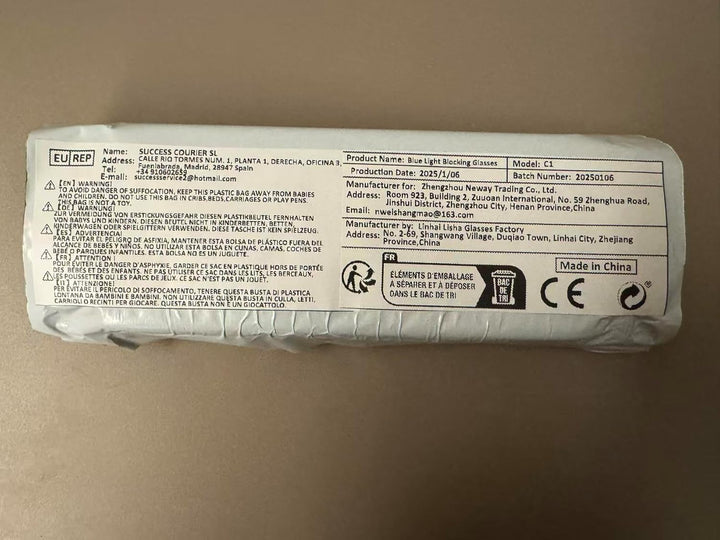 EU REP
Name: SUCCESS COURIER SL
Address: CALLE RIO TORMES NUM. 1, PLANTA 1, DERECHA, OFICINA 3,
Fuenlabrada, Madrid, 28947 Spain
Tel: +34 910602659
E-mail: successservice2@hotmail.com
[EN] WARNING!
TO AVOID DANGER OF SUFFOCATION, KEEP THIS PLASTIC BAG AWAY FROM BABIES
AND CHILDREN. DO NOT USE THIS BAG IN CRIBS.BEDS.CARRIAGES OR PLAY PENS.
THIS BAG IS NOT A TOY.
[DE] WARNUNG!
ZUR VERMEIDUNG VON ERSTICKUNGSGEFAHR DIESEN PLASTIKBEUTEL FERNHALTEN
VON BABYS UND KINDERN. DIESEN BEUTEL NICHT IN KINDERBETTEN, BETTEN,
KINDERWAGEN ODER SPIELGITTERN VERWENDEN. DIESE TASCHE IST KEIN SPIELZEUG.
[ES] ADVERTENCIA!
PARA EVITAR EL PELIGRO DE ASFIXIA, MANTENER ESTA BOLSA DE PLÁSTICO FUERA DEL
ALCANCE DE BEBÉS Y NIÑOS. NO UTILIZAR ESTA BOLSA EN CUNAS, CAMAS, COCHES DE
BEBÉ O PARQUES INFANTILES. ESTA BOLSA NO ES UN JUGUETE.
[FR] ATTENTION !
POUR ÉVITER LE DANGER D'ASPHYXIE, GARDER CE SAC EN PLASTIQUE HORS DE PORTÉE
DES BÉBÉS ET DES ENFANTS. NE PAS UTILISER CE SAC DANS LES LITS, LES BERCEAUX,
LES POUSSETTES OU LES PARCS DE JEU. CE SAC N'EST PAS UN JOUET.
[IT] ATTENZIONE!
PER EVITARE IL PERICOLO DI SOFFOCAMENTO, TENERE QUESTA BUSTA DI PLASTICA
LONTANA DA BAMBINI E BAMBINI. NON UTILIZZARE QUESTA BUSTA IN CULLA, LETTI,
CARRIOLI O RECINTI PER GIOCARE. QUESTA BUSTA NON È UN GIOCATTOLO.
Product Name: Blue Light Blocking Glasses
Model: C1
Production Date: 2025/1/06
Batch Number: 20250106
Manufacturer for: Zhengzhou Neway Trading Co., Ltd.
Address: Room 923, Building 2, Zuuoan International, No. 59 Zhenghua Road,
Jinshui District, Zhengzhou City, Henan Province,China
Email: nweishangmao@163.com
Manufacturer by: Linhai Lisha Glasses Factory
Address: No. 2-69, Shangwang Village, Duqiao Town, Linhai City, Zhejiang
Province,China
FR
ÉLÉMENTS D'EMBALLAGE
À SÉPARER ET À DÉPOSER
DANS LE BAC DE TRI
BAC
DE
TRI
Made in China
CE